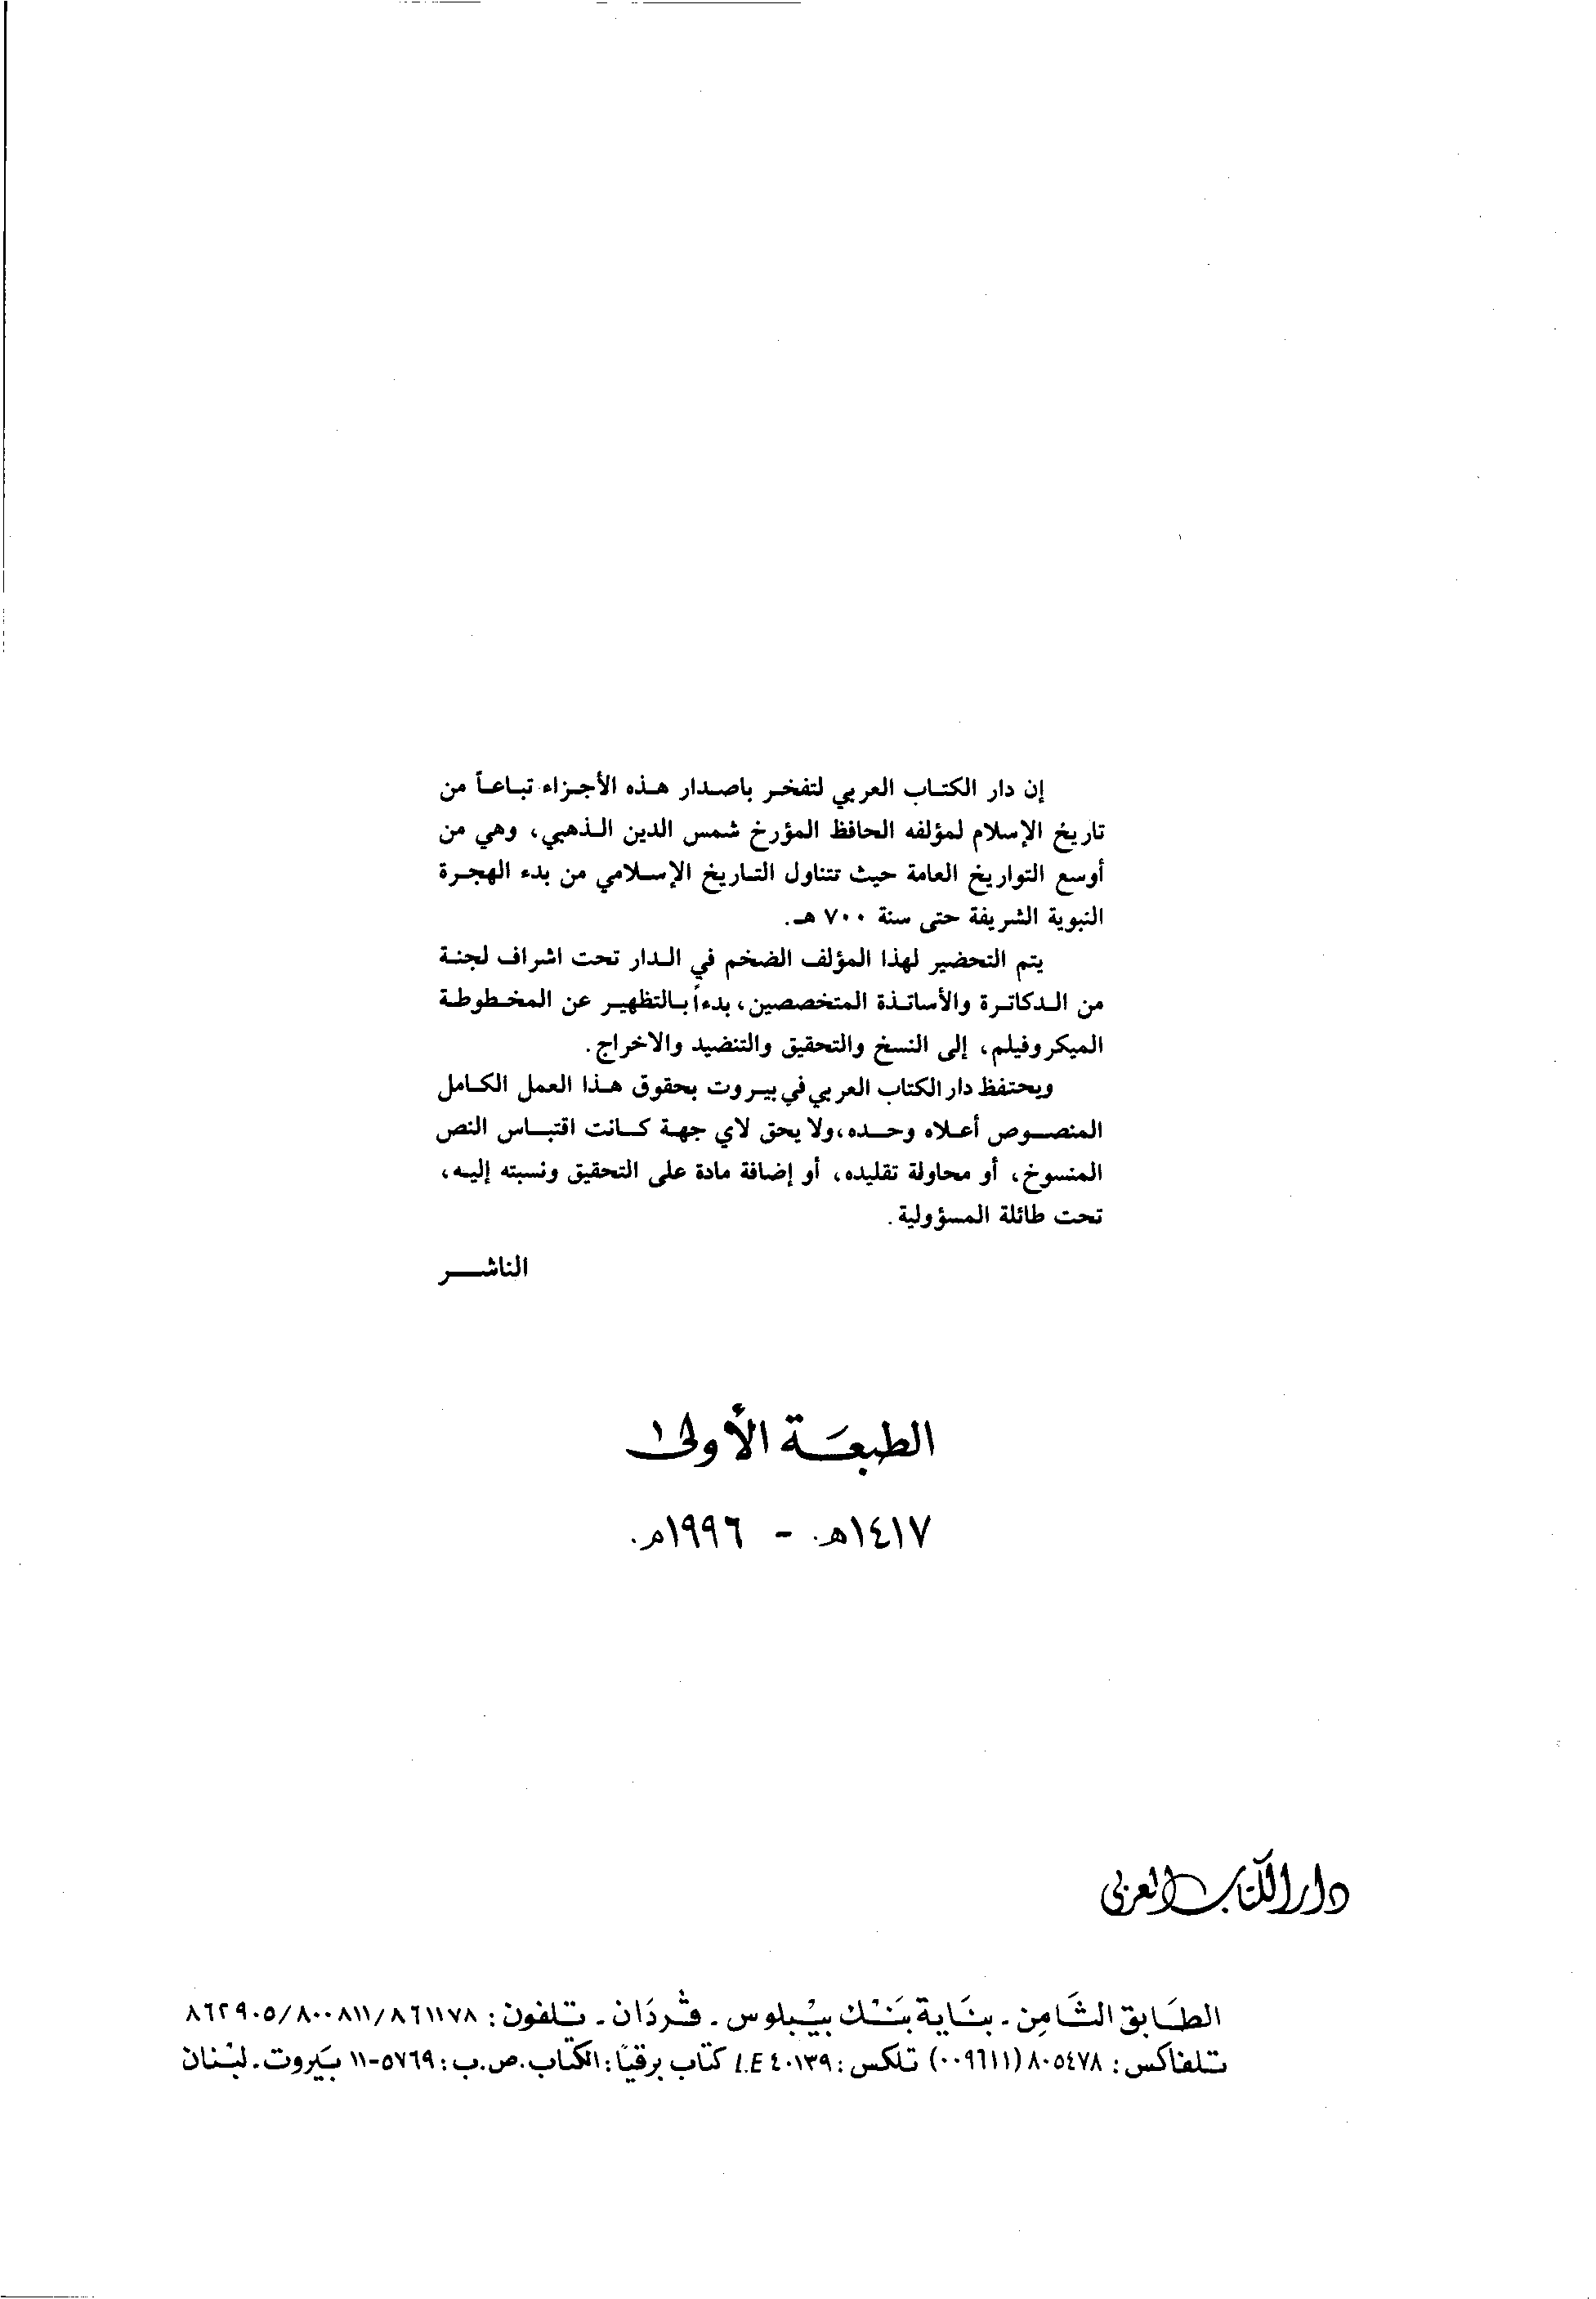 إن دار الكتاب العربي لتفخر باصدار هذه الأجزاء تباعاً من
تاريخ الإسلام لمؤلفه الحافظ المؤرخ شمس الدين الذهبي، وهي من
أوسع التواريخ العامة حيث تتناول التاريخ الإسلامي من بدء الهجرة
النبوية الشريفة حتى سنة ٧٠٠ هـ.
يتم التحضير لهذا المؤلف الضخم في الدار تحت اشراف لجنة
من الدكاترة والأساتذة المتخصصين، بدءاً بالتظهير عن المخطوطة
الميكروفيلم، إلى النسخ والتحقيق والتنضيد والاخراج.
ويحتفظ دار الكتاب العربي في بيروت بحقوق هذا العمل الكامل
المنصوص أعلاه وحده، ولا يحق لاي جهة كانت اقتباس النص
المنسوخ، أو محاولة تقليده، أو إضافة مادة على التحقيق ونسبته إليه،
تحت طائلة المسؤولية.
الناشر
الطبعة الأولى
١٤١٧هـ. - ١٩٩٦م.
دار الكتاب العربي
الطابق الثامن. بناية بنك بيبلوس. ڤردان. تلفون: ٨٦٢٩٠٥/٨٠٠٨١١/٨٦١١٧٨
تلفاكس: ٨٠٥٤٧٨ (٠٠٩٦١١) تلكس: ٤٠١٣٩ L.E كتاب برقياً: الكتاب. ص.ب: ٥٧٦٩-١١ بيروت. لبنان